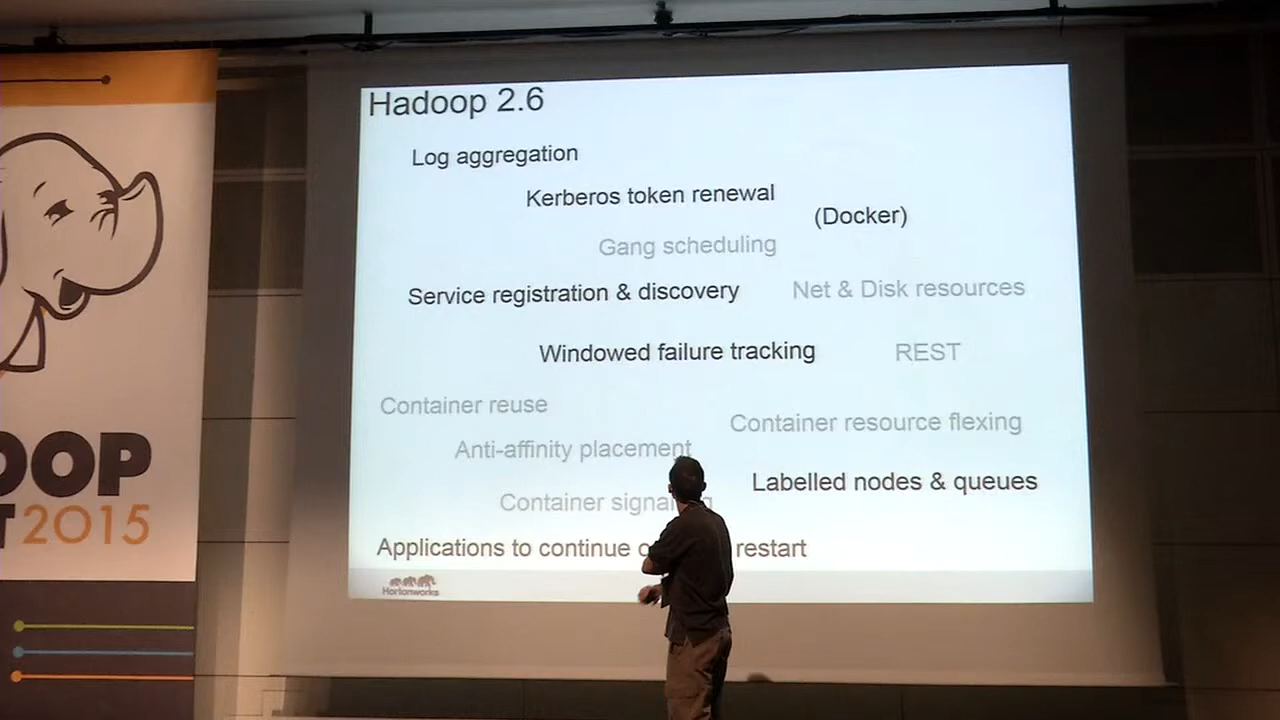 Hadoop 2.6
Log aggregation
Kerberos token renewal
(Docker)
Gang scheduling
Service registration & discovery
Net & Disk resources
Windowed failure tracking
REST
Container reuse
Container resource flexing
Anti-affinity placement
Labelled nodes & queues
Container
Applications to continue
restart
Hortonworks
2015